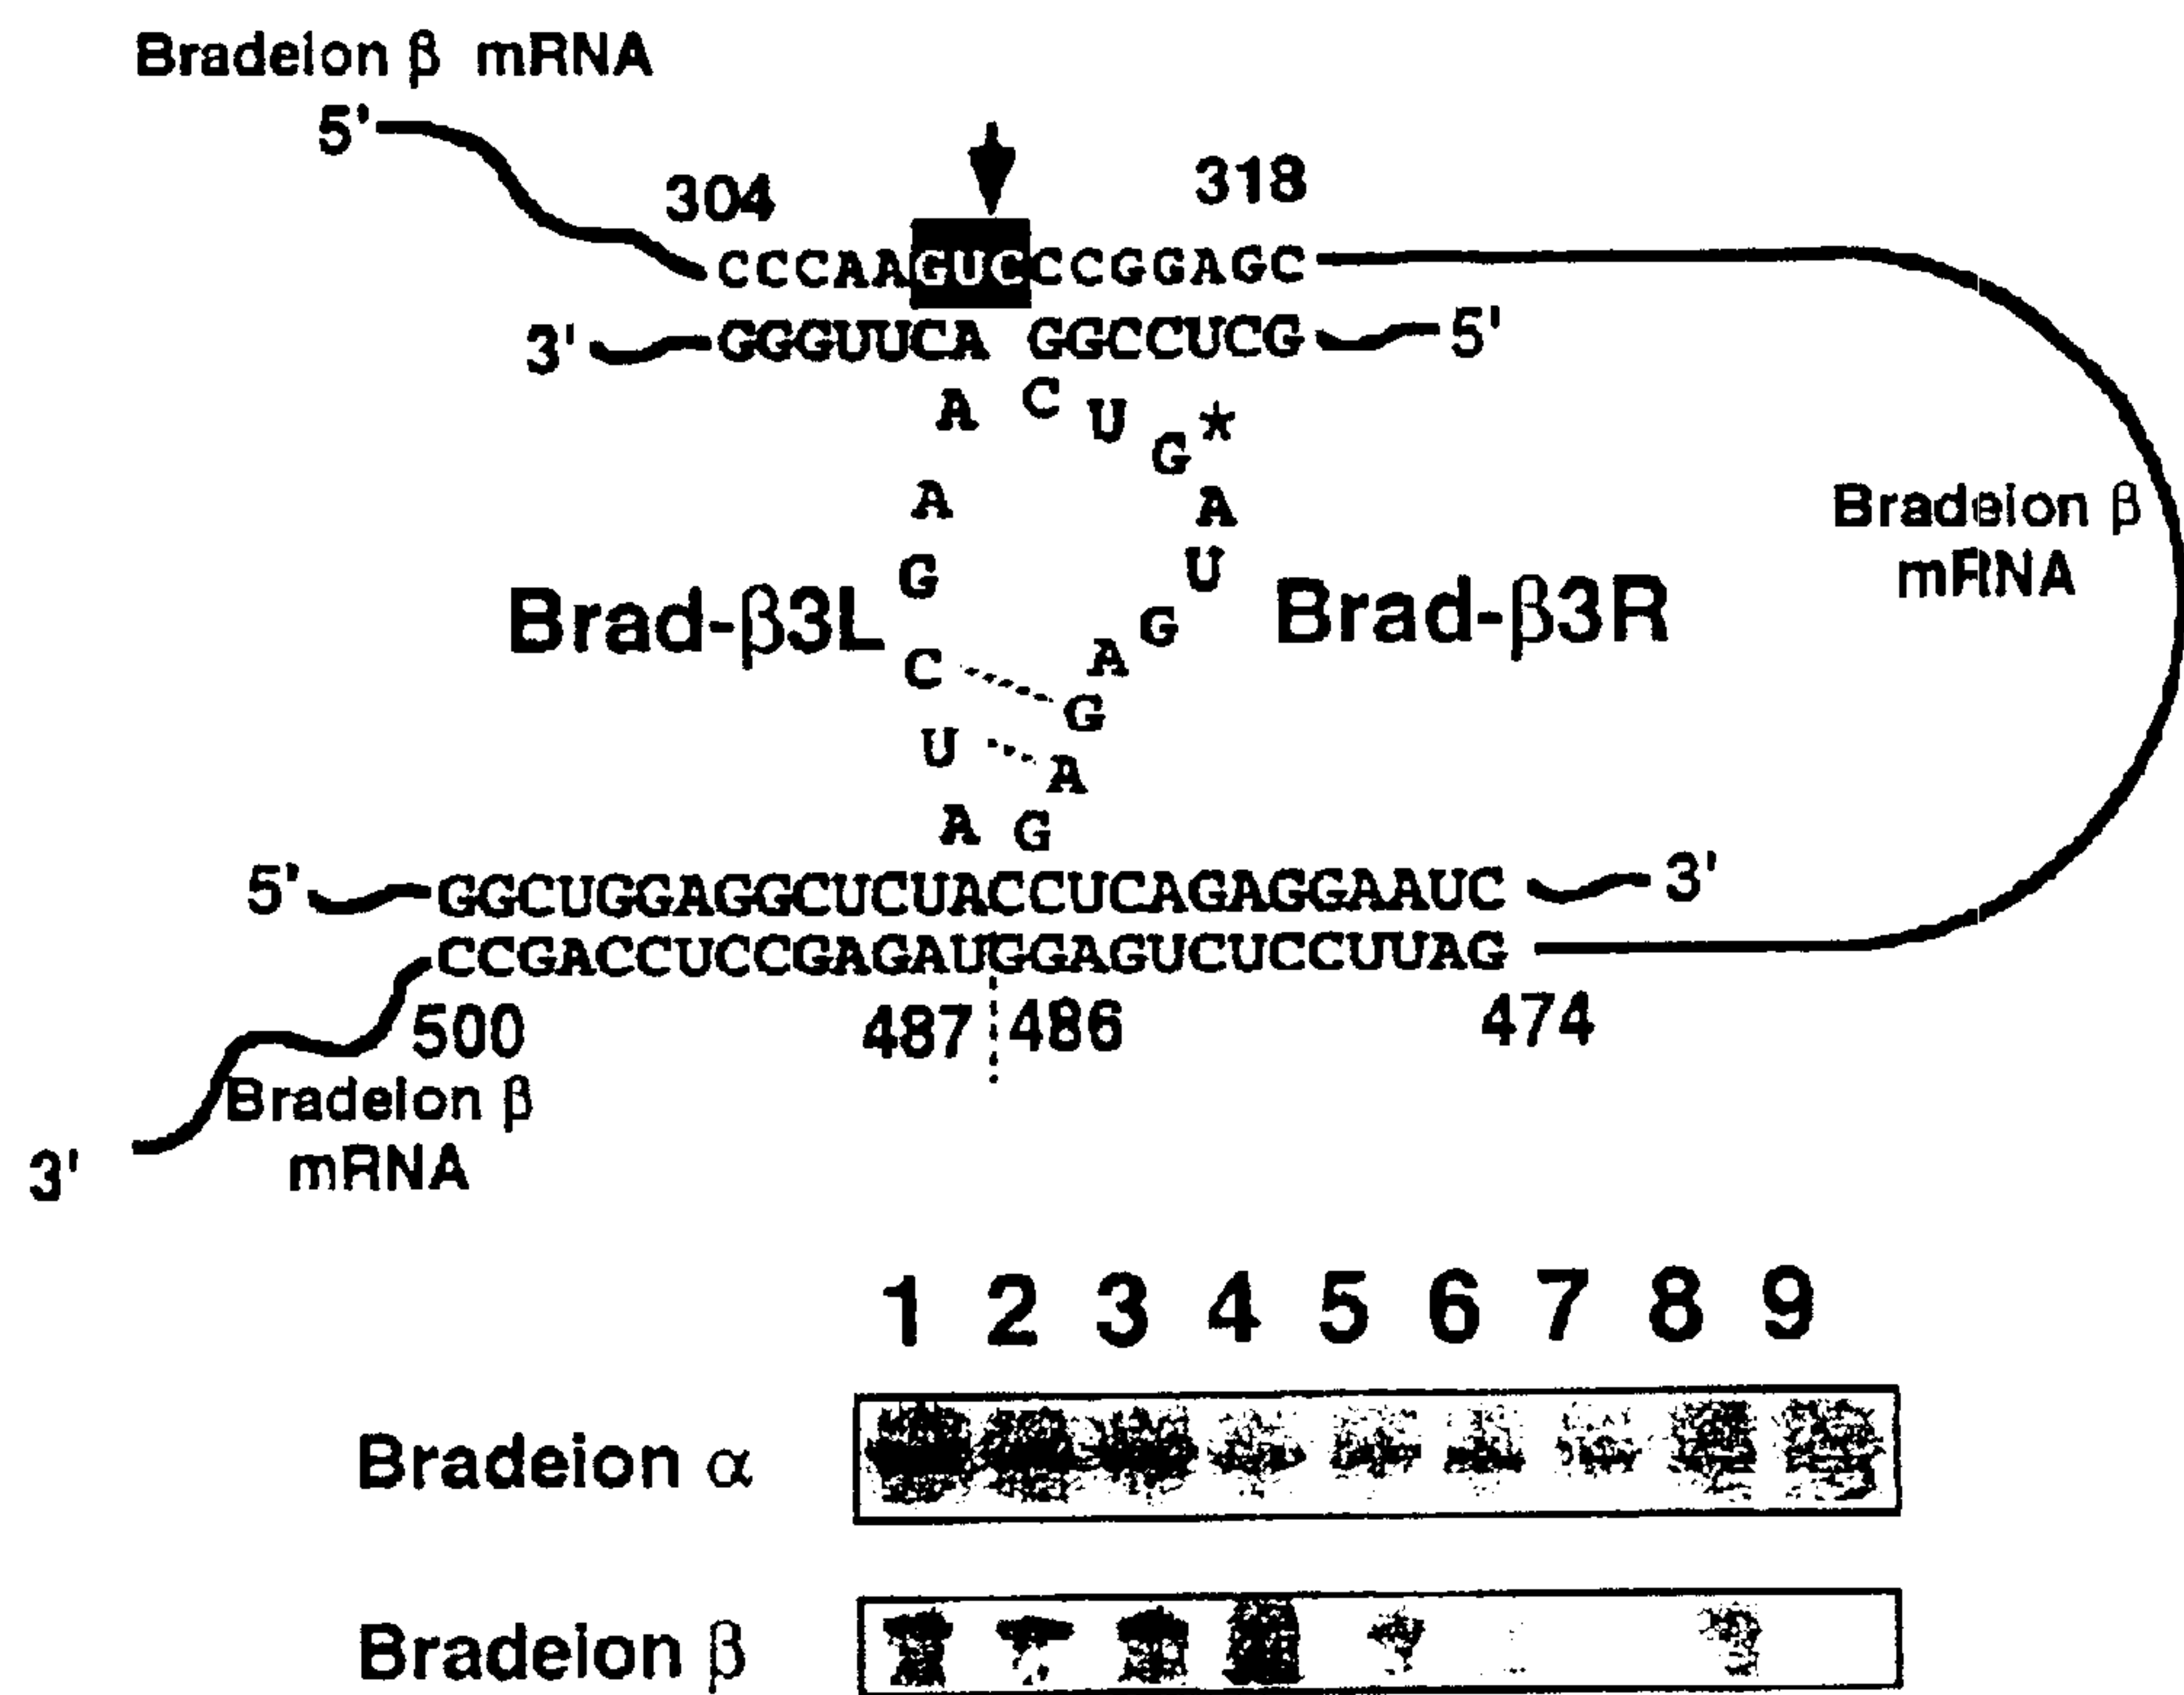 Bradeion β mRNA
5'
304
318
CCCAAGUCCCGGAGC
3' GGGUUCA GGCCUCG 5'
A C U G *
A A
G U
Brad-β3L G Brad-β3R
C A
G
U A
A G
Bradeion β
mRNA
5' GGCUGGAGGCUCUACCUCAGAGGAAUC 3'
CCGACCUCCGAGAUGGAGUCUCCUUAG
500 487 486 474
Bradeion β
mRNA
3'
1 2 3 4 5 6 7 8 9
Bradeion α
Bradeion β